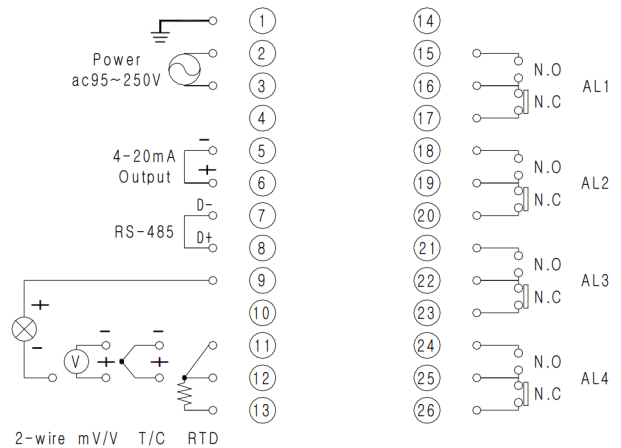 1
14
2
15
Power
ac95~250V
N.O
3
16
AL1
N.C
4
17
−
5
18
4-20mA
Output
N.O
+
6
19
AL2
N.C
D-
7
20
RS-485
D+
8
21
N.O
9
22
AL3
+
N.C
10
23
−
− −
11
24
V
+ +
N.O
12
25
AL4
N.C
13
26
2-wire mV/V T/C RTD